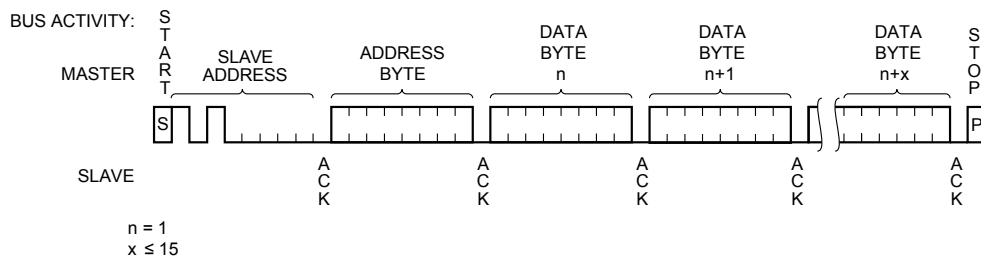 BUS ACTIVITY:
MASTER
START
SLAVE
ADDRESS
ADDRESS
BYTE
DATA
BYTE
n
DATA
BYTE
n+1
DATA
BYTE
n+x
STOP
S
P
SLAVE
ACK
ACK
ACK
ACK
ACK
n = 1
x ≤ 15